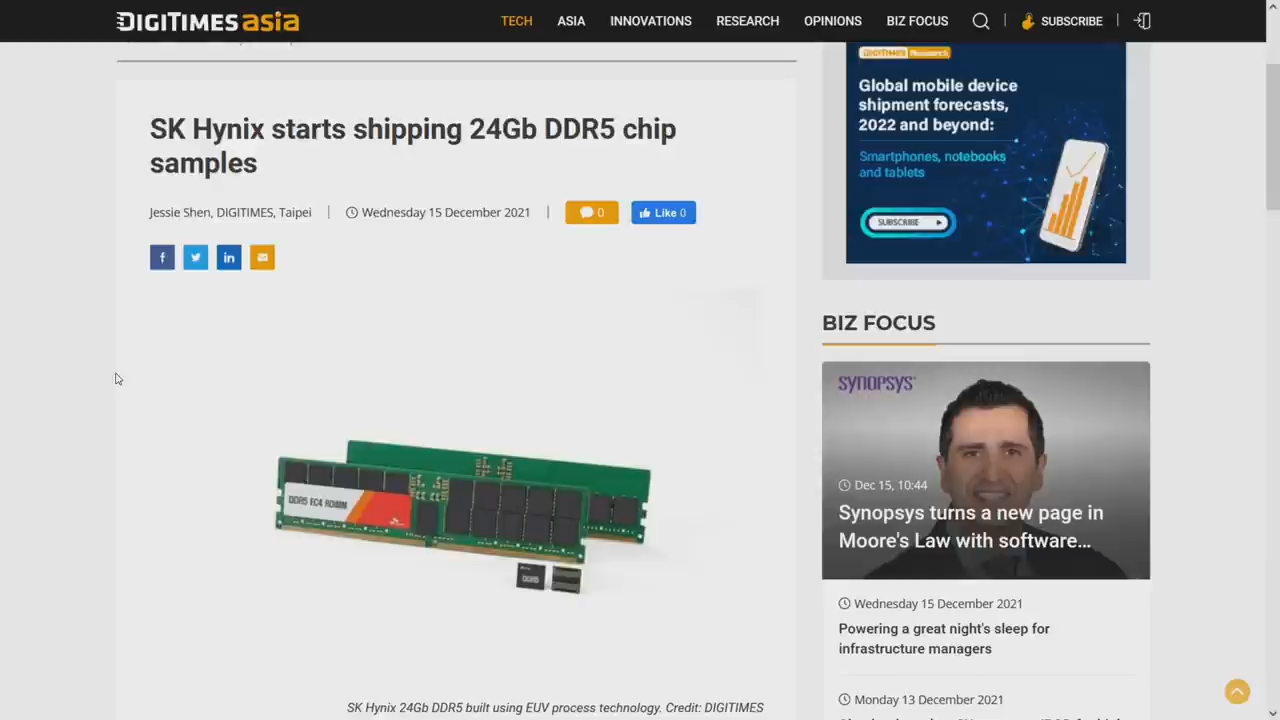 DIGITIMES asia
TECH ASIA INNOVATIONS RESEARCH OPINIONS BIZ FOCUS SUBSCRIBE
SK Hynix starts shipping 24Gb DDR5 chip
samples
Jessie Shen, DIGITIMES, Taipei
Wednesday 15 December 2021
0
Like 0
DDR5 EC4 RDIMM
DDR5
SK Hynix 24Gb DDR5 built using EUV process technology. Credit: DIGITIMES
DIGITIMES Research
Global mobile device
shipment forecasts,
2022 and beyond:
Smartphones, notebooks
and tablets
SUBSCRIBE
BIZ FOCUS
SYNOPSYS
Dec 15, 10:44
Synopsys turns a new page in
Moore's Law with software...
Wednesday 15 December 2021
Powering a great night's sleep for
infrastructure managers
Monday 13 December 2021